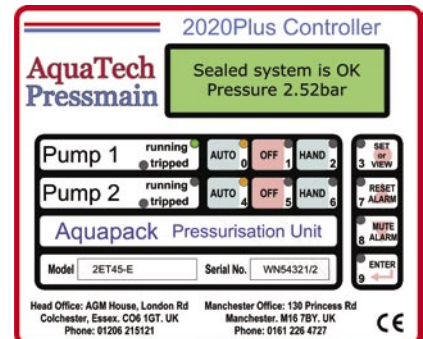 2020Plus Controller
AquaTech
Pressmain
Sealed system is OK
Pressure 2.52bar
Pump 1 running tripped AUTO 0 OFF 1 HAND 2 3 SET or VIEW
Pump 2 running tripped AUTO 4 OFF 5 HAND 6 7 RESET ALARM
Aquapack Pressurisation Unit 8 MUTE ALARM
Model 2ET45-E Serial No. WN54321/2 9 ENTER
Head Office: AGM House, London Rd
Colchester, Essex. CO6 1GT. UK
Phone: 01206 215121
Manchester Office: 130 Princess Rd
Manchester. M16 7BY. UK
Phone: 0161 226 4727
CE